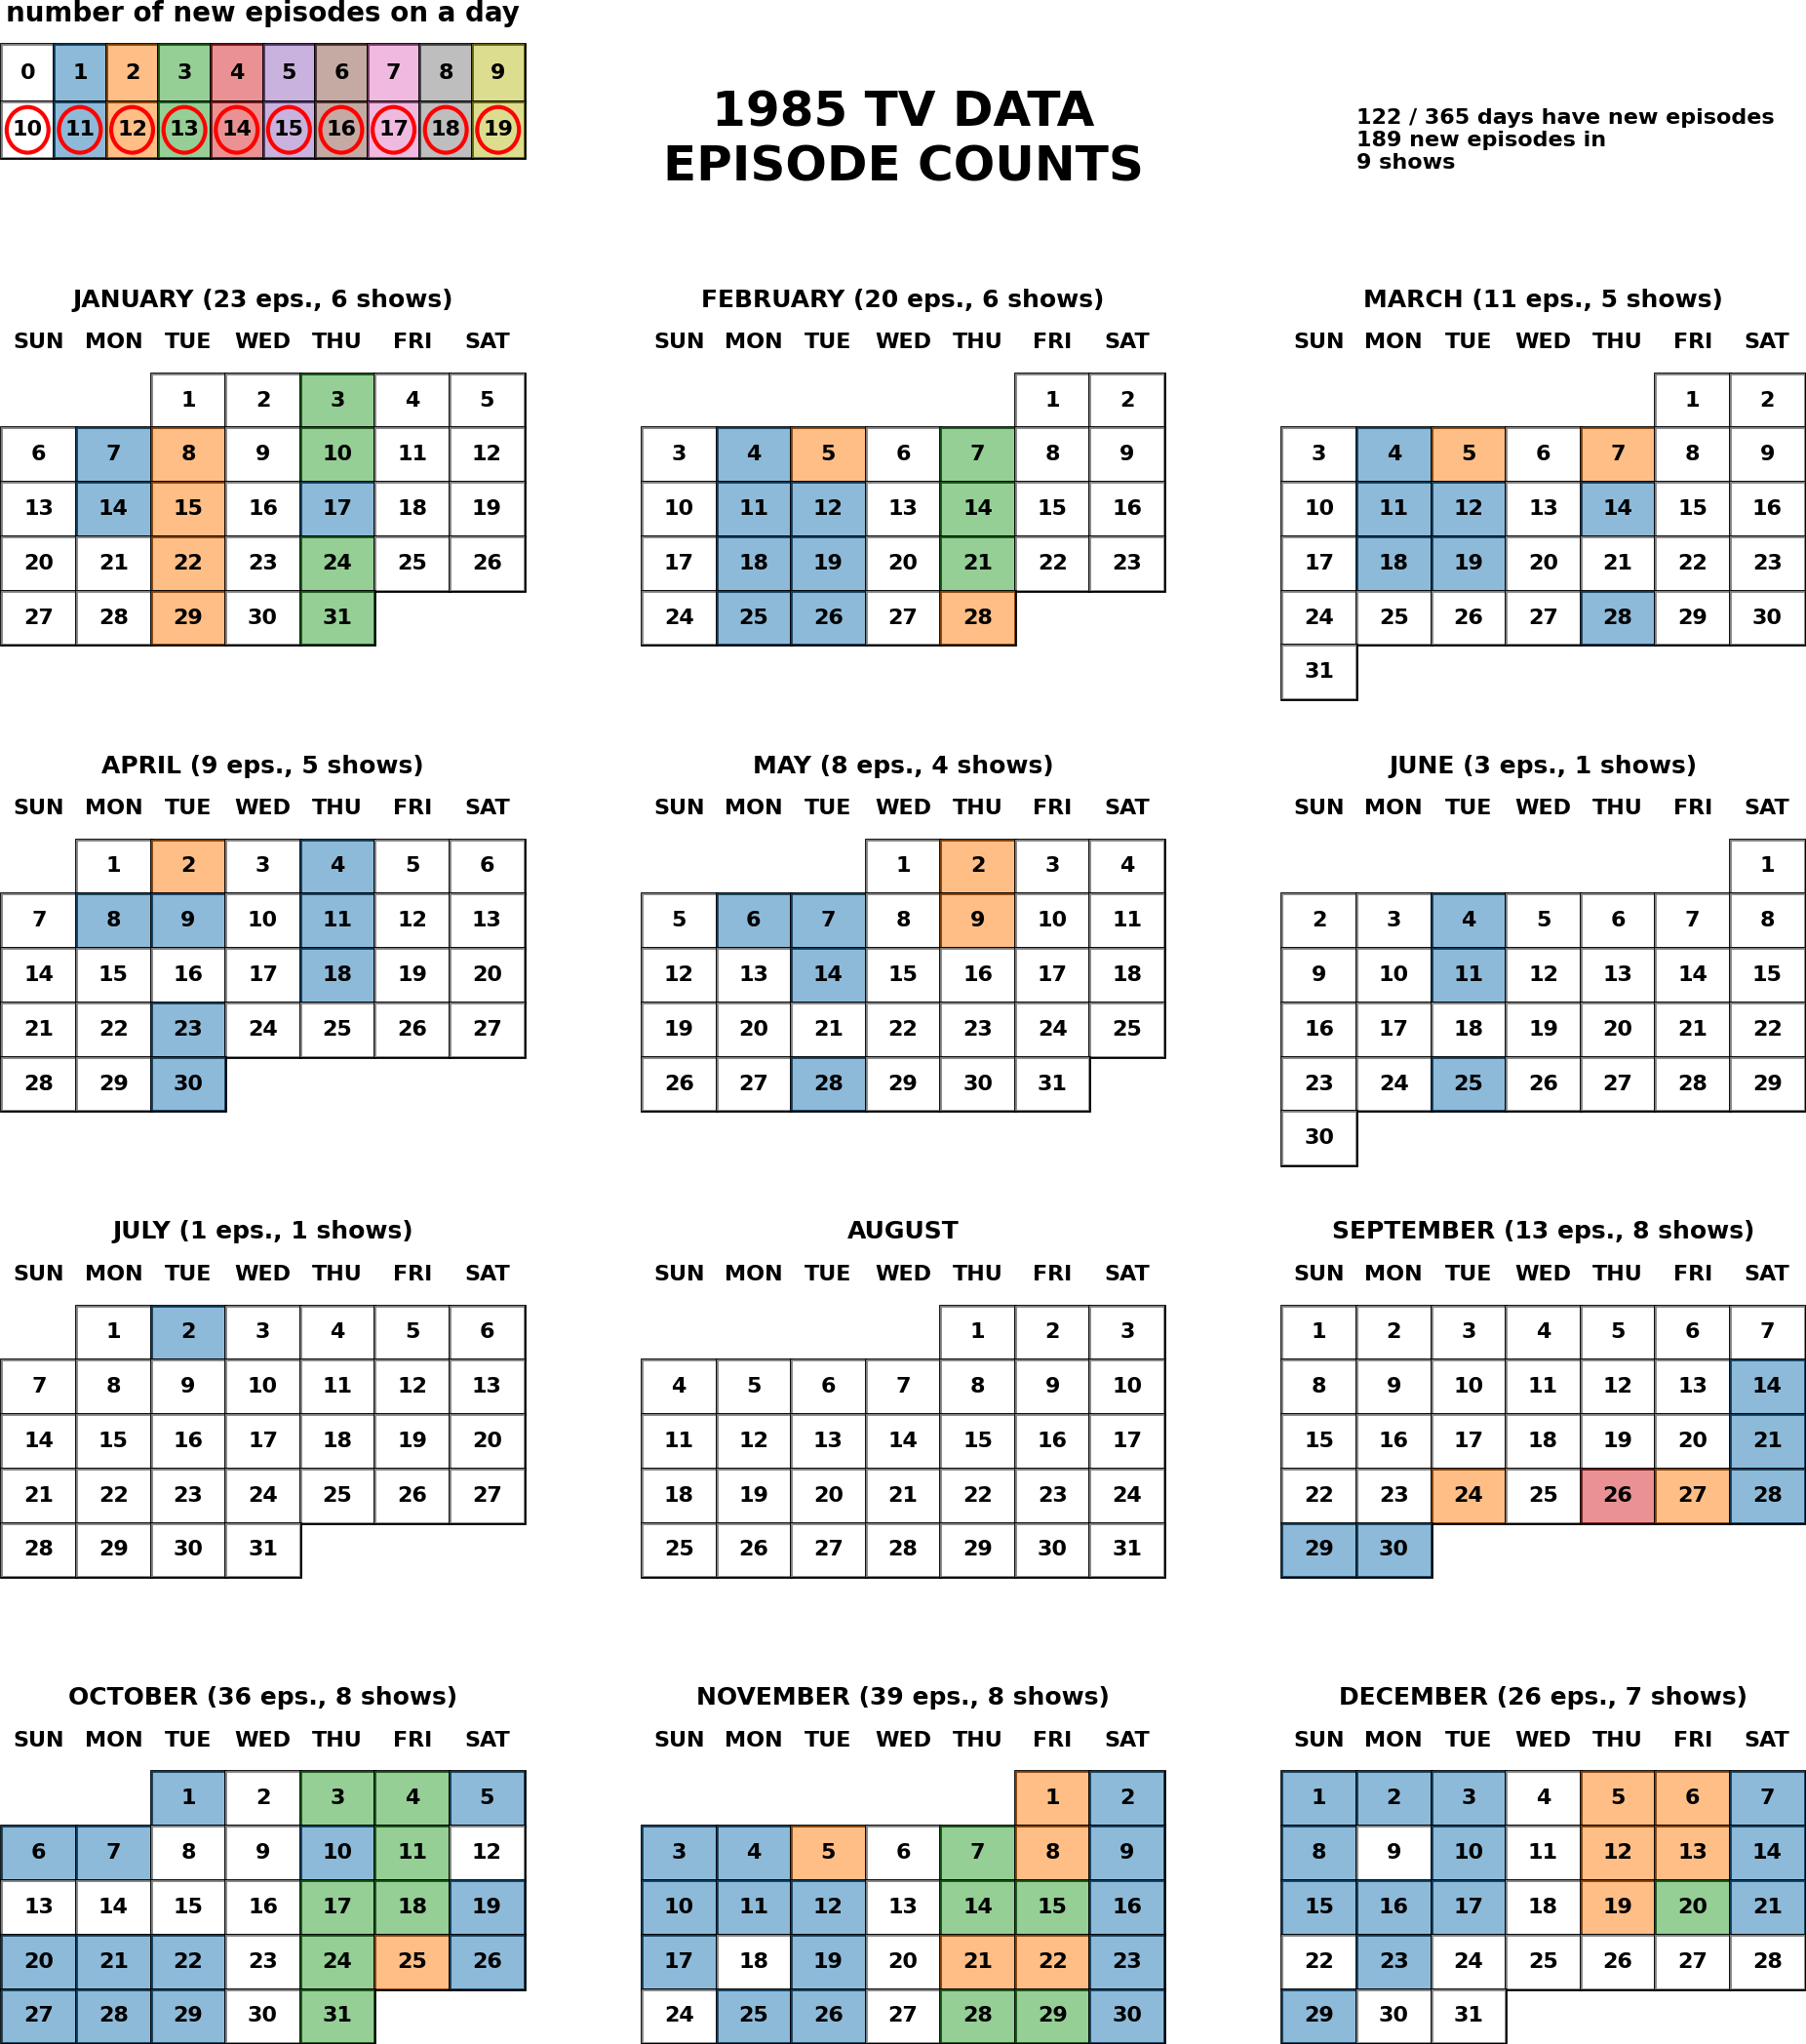 number of new episodes on a day
0 1 2 3 4 5 6 7 8 9
10 11 12 13 14 15 16 17 18 19
1985 TV DATA
EPISODE COUNTS
122 / 365 days have new episodes
189 new episodes in
9 shows
JANUARY (23 eps., 6 shows)
SUN MON TUE WED THU FRI SAT
1 2 3 4 5
6 7 8 9 10 11 12
13 14 15 16 17 18 19
20 21 22 23 24 25 26
27 28 29 30 31
FEBRUARY (20 eps., 6 shows)
SUN MON TUE WED THU FRI SAT
1 2
3 4 5 6 7 8 9
10 11 12 13 14 15 16
17 18 19 20 21 22 23
24 25 26 27 28
MARCH (11 eps., 5 shows)
SUN MON TUE WED THU FRI SAT
1 2
3 4 5 6 7 8 9
10 11 12 13 14 15 16
17 18 19 20 21 22 23
24 25 26 27 28 29 30
31
APRIL (9 eps., 5 shows)
SUN MON TUE WED THU FRI SAT
1 2 3 4 5 6
7 8 9 10 11 12 13
14 15 16 17 18 19 20
21 22 23 24 25 26 27
28 29 30
MAY (8 eps., 4 shows)
SUN MON TUE WED THU FRI SAT
1 2 3 4
5 6 7 8 9 10 11
12 13 14 15 16 17 18
19 20 21 22 23 24 25
26 27 28 29 30 31
JUNE (3 eps., 1 shows)
SUN MON TUE WED THU FRI SAT
1
2 3 4 5 6 7 8
9 10 11 12 13 14 15
16 17 18 19 20 21 22
23 24 25 26 27 28 29
30
JULY (1 eps., 1 shows)
SUN MON TUE WED THU FRI SAT
1 2 3 4 5 6
7 8 9 10 11 12 13
14 15 16 17 18 19 20
21 22 23 24 25 26 27
28 29 30 31
AUGUST
SUN MON TUE WED THU FRI SAT
1 2 3
4 5 6 7 8 9 10
11 12 13 14 15 16 17
18 19 20 21 22 23 24
25 26 27 28 29 30 31
SEPTEMBER (13 eps., 8 shows)
SUN MON TUE WED THU FRI SAT
1 2 3 4 5 6 7
8 9 10 11 12 13 14
15 16 17 18 19 20 21
22 23 24 25 26 27 28
29 30
OCTOBER (36 eps., 8 shows)
SUN MON TUE WED THU FRI SAT
1 2 3 4 5
6 7 8 9 10 11 12
13 14 15 16 17 18 19
20 21 22 23 24 25 26
27 28 29 30 31
NOVEMBER (39 eps., 8 shows)
SUN MON TUE WED THU FRI SAT
1 2
3 4 5 6 7 8 9
10 11 12 13 14 15 16
17 18 19 20 21 22 23
24 25 26 27 28 29 30
DECEMBER (26 eps., 7 shows)
SUN MON TUE WED THU FRI SAT
1 2 3 4 5 6 7
8 9 10 11 12 13 14
15 16 17 18 19 20 21
22 23 24 25 26 27 28
29 30 31